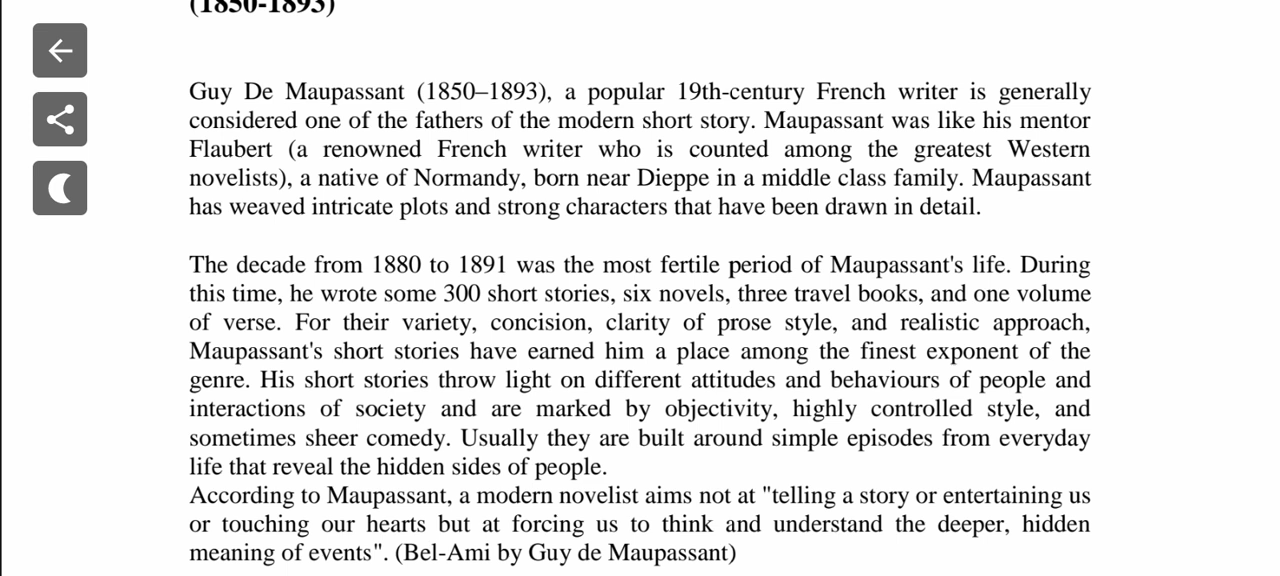 (1850-1893)
Guy De Maupassant (1850–1893), a popular 19th-century French writer is generally
considered one of the fathers of the modern short story. Maupassant was like his mentor
Flaubert (a renowned French writer who is counted among the greatest Western
novelists), a native of Normandy, born near Dieppe in a middle class family. Maupassant
has weaved intricate plots and strong characters that have been drawn in detail.
The decade from 1880 to 1891 was the most fertile period of Maupassant's life. During
this time, he wrote some 300 short stories, six novels, three travel books, and one volume
of verse. For their variety, concision, clarity of prose style, and realistic approach,
Maupassant's short stories have earned him a place among the finest exponent of the
genre. His short stories throw light on different attitudes and behaviours of people and
interactions of society and are marked by objectivity, highly controlled style, and
sometimes sheer comedy. Usually they are built around simple episodes from everyday
life that reveal the hidden sides of people.
According to Maupassant, a modern novelist aims not at "telling a story or entertaining us
or touching our hearts but at forcing us to think and understand the deeper, hidden
meaning of events". (Bel-Ami by Guy de Maupassant)